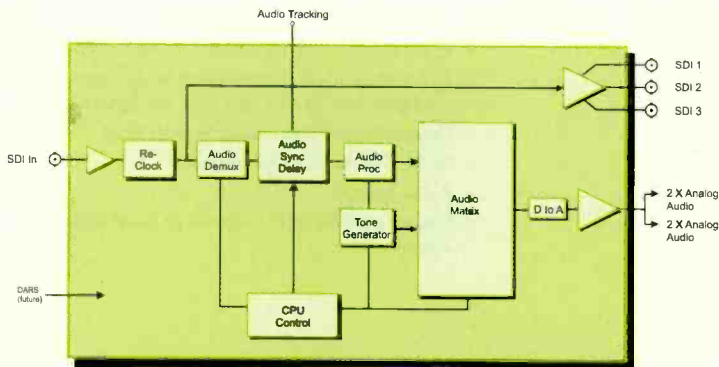 Audio Tracking
SDI 1
SDI 2
SDI 3
SDI In
Re-
Clock
Audio
Demux
Audio
Sync
Delay
Audio
Proc
Audio
Matrix
Tone
Generator
D to A
2 X Analog
Audio
2 X Analog
Audio
DARS
(future)
CPU
Control